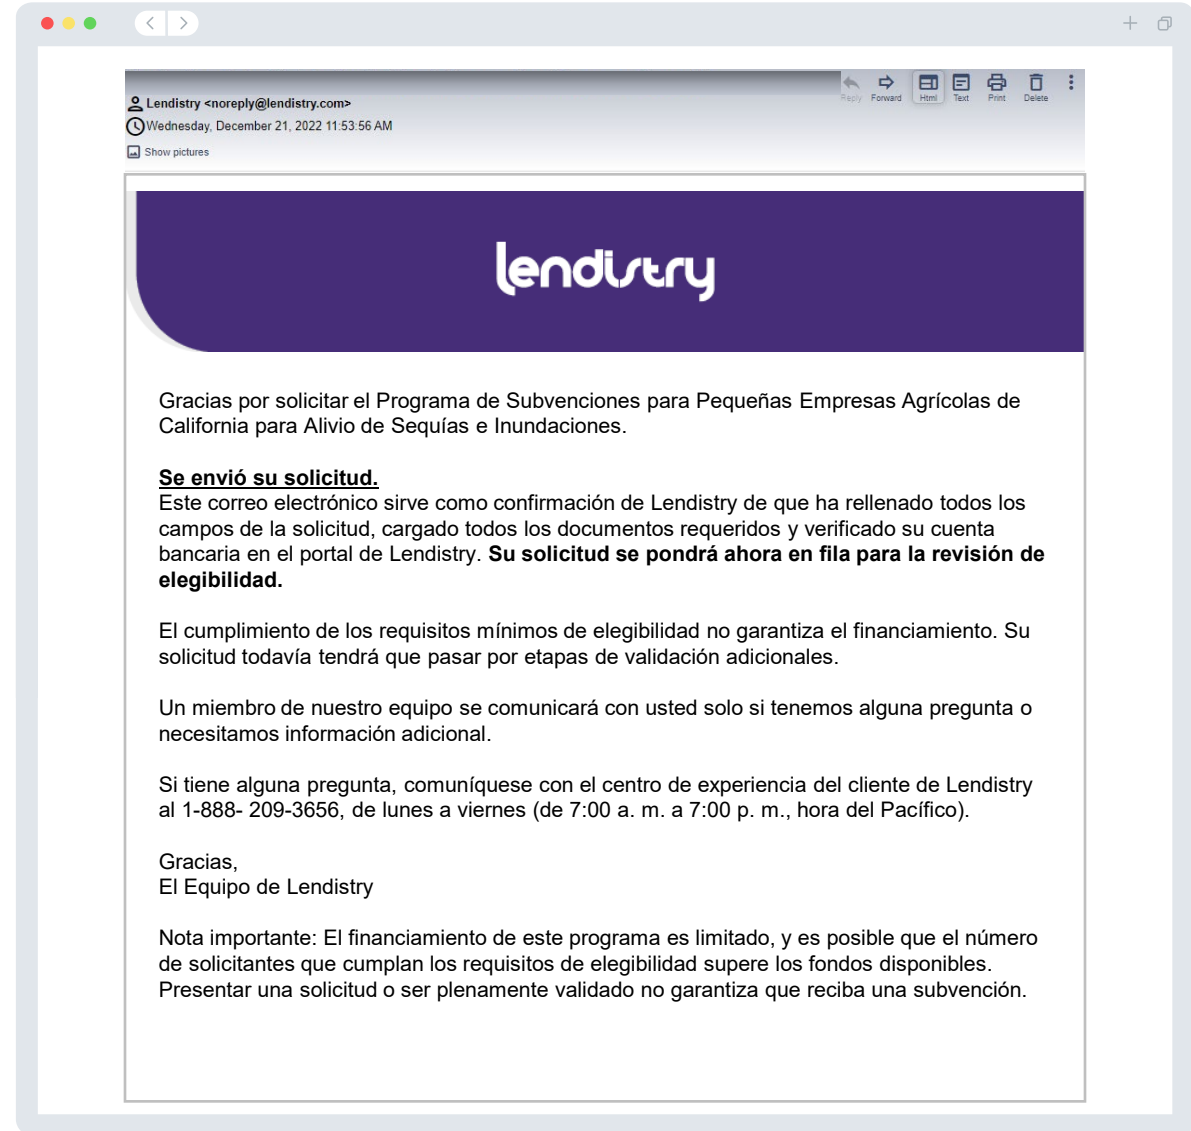 Lendistry <noreply@lendistry.com>
Wednesday, December 21, 2022 11:53:56 AM
Show pictures
Reply Forward Html Text Print Delete
lendistry
Gracias por solicitar el Programa de Subvenciones para Pequeñas Empresas Agrícolas de
California para Alivio de Sequías e Inundaciones.
Se envió su solicitud.
Este correo electrónico sirve como confirmación de Lendistry de que ha rellenado todos los
campos de la solicitud, cargado todos los documentos requeridos y verificado su cuenta
bancaria en el portal de Lendistry. Su solicitud se pondrá ahora en fila para la revisión de
elegibilidad.
El cumplimiento de los requisitos mínimos de elegibilidad no garantiza el financiamiento. Su
solicitud todavía tendrá que pasar por etapas de validación adicionales.
Un miembro de nuestro equipo se comunicará con usted solo si tenemos alguna pregunta o
necesitamos información adicional.
Si tiene alguna pregunta, comuníquese con el centro de experiencia del cliente de Lendistry
al 1-888- 209-3656, de lunes a viernes (de 7:00 a. m. a 7:00 p. m., hora del Pacífico).
Gracias,
El Equipo de Lendistry
Nota importante: El financiamiento de este programa es limitado, y es posible que el número
de solicitantes que cumplan los requisitos de elegibilidad supere los fondos disponibles.
Presentar una solicitud o ser plenamente validado no garantiza que reciba una subvención.